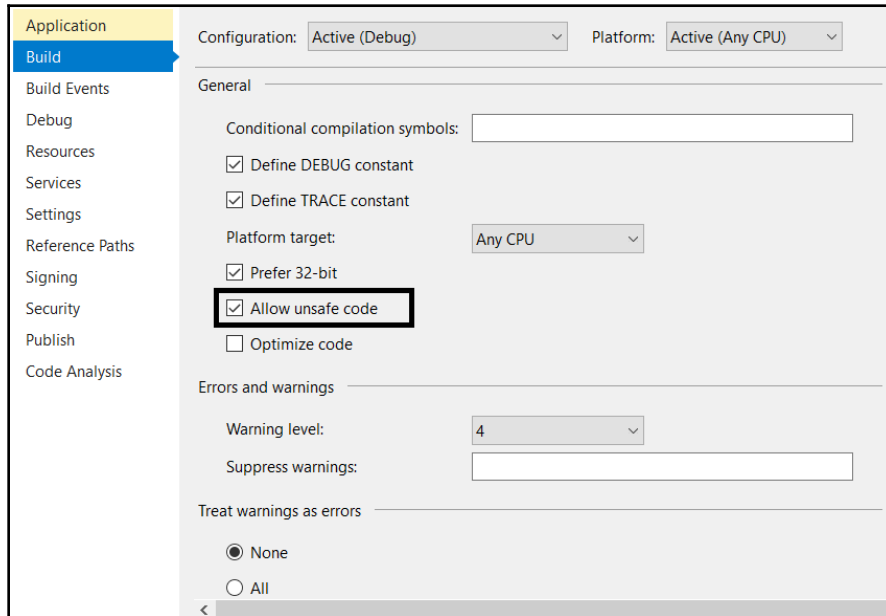 Application
Build
Build Events
Debug
Resources
Services
Settings
Reference Paths
Signing
Security
Publish
Code Analysis
Configuration: Active (Debug) Platform: Active (Any CPU)
General
Conditional compilation symbols:
Define DEBUG constant
Define TRACE constant
Platform target: Any CPU
Prefer 32-bit
Allow unsafe code
Optimize code
Errors and warnings
Warning level: 4
Suppress warnings:
Treat warnings as errors
None
All